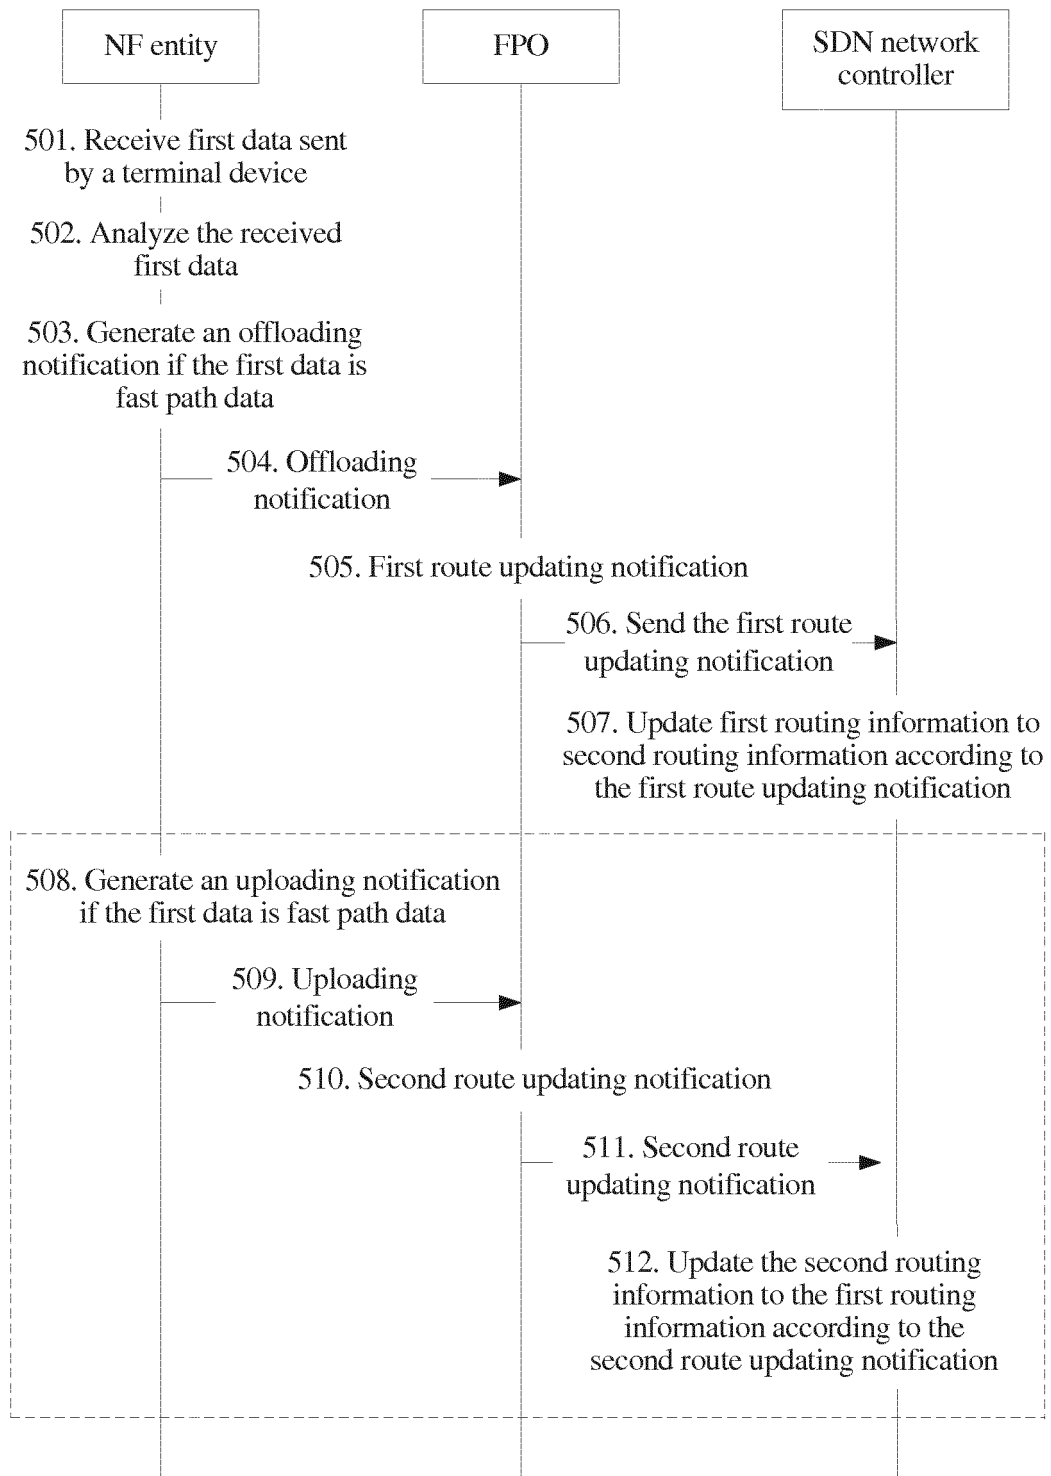 NF entity
FPO
SDN network
controller
501. Receive first data sent
by a terminal device
502. Analyze the received
first data
503. Generate an offloading
notification if the first data is
fast path data
504. Offloading
notification
505. First route updating notification
506. Send the first route
updating notification
507. Update first routing information to
second routing information according to
the first route updating notification
508. Generate an uploading notification
if the first data is fast path data
509. Uploading
notification
510. Second route updating notification
511. Second route
updating notification
512. Update the second routing
information to the first routing
information according to the
second route updating notification